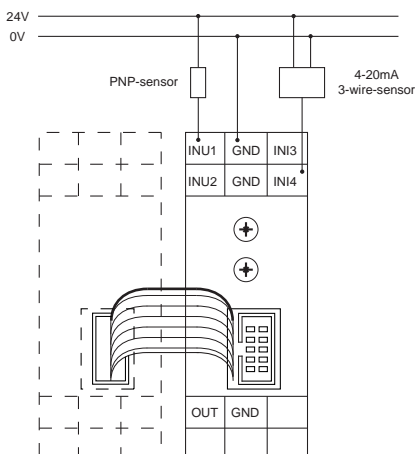 24V
0V
PNP-sensor
4-20mA
3-wire-sensor
INU1 GND INI3
INU2 GND INI4
OUT GND